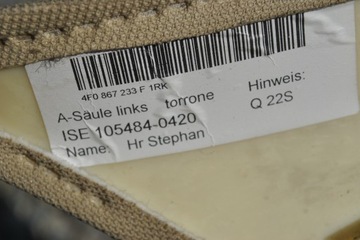 4F0 867 233 F 1RK
A-Säule links torrone
ISE 105484-0420
Name: Hr Stephan
Hinweis:
Q 22S